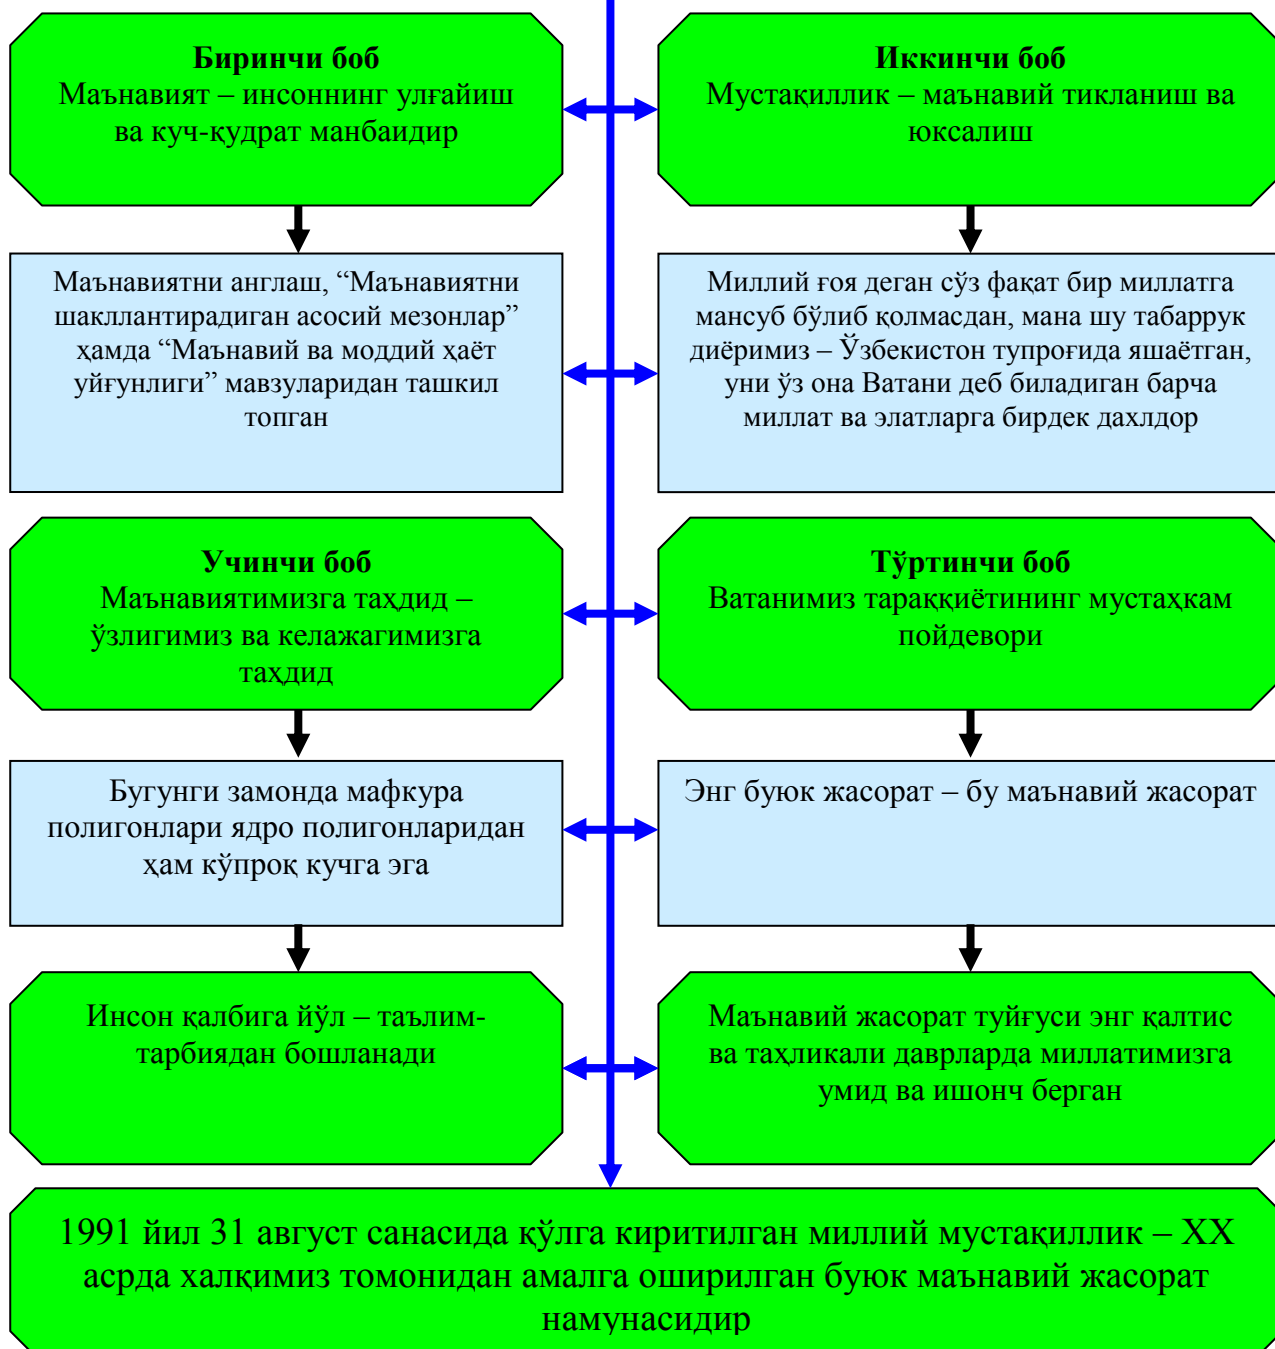 Биринчи боб
Маънавият – инсоннинг улғайиш
ва куч-қудрат манбаидир
Иккинчи боб
Мустақиллик – маънавий тикланиш ва
юксалиш
Маънавиятни англаш, “Маънавиятни
шакллантирадиган асосий мезонлар”
ҳамда “Маънавий ва моддий ҳаёт
уйғунлиги” мавзуларидан ташкил
топган
Миллий ғоя деган сўз фақат бир миллатга
мансуб бўлиб қолмасдан, мана шу табаррук
диёримиз – Ўзбекистон тупроғида яшаётган,
уни ўз она Ватани деб биладиган барча
миллат ва элатларга бирдек дахлдор
Учинчи боб
Маънавиятимизга таҳдид –
ўзлигимиз ва келажагимизга
таҳдид
Тўртинчи боб
Ватанимиз тараққиётининг мустаҳкам
пойдевори
Бугунги замонда мафкура
полигонлари ядро полигонларидан
ҳам кўпроқ кучга эга
Энг буюк жасорат – бу маънавий жасорат
Инсон қалбига йўл – таълим-
тарбиядан бошланади
Маънавий жасорат туйғуси энг қалтис
ва таҳликали даврларда миллатимизга
умид ва ишонч берган
1991 йил 31 август санасида қўлга киритилган миллий мустақиллик – ХХ
асрда халқимиз томонидан амалга оширилган буюк маънавий жасорат
намунасидир